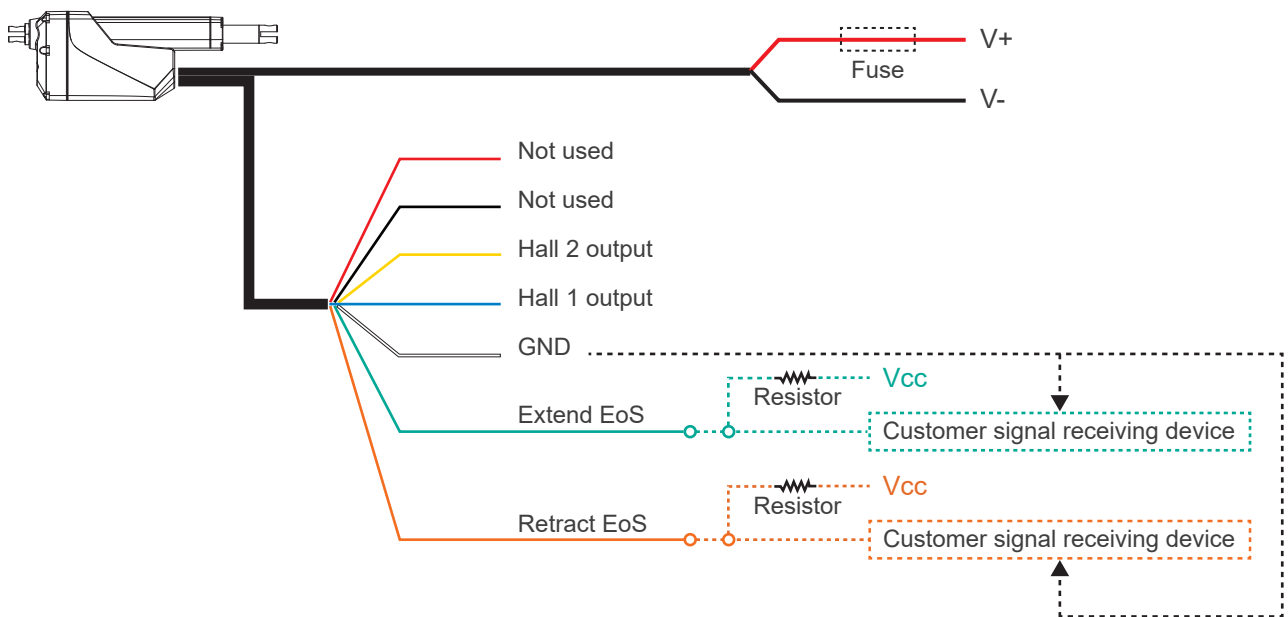 V+
Fuse
V-
Not used
Not used
Hall 2 output
Hall 1 output
GND
Vcc
Resistor
Extend EoS
Customer signal receiving device
Vcc
Resistor
Retract EoS
Customer signal receiving device